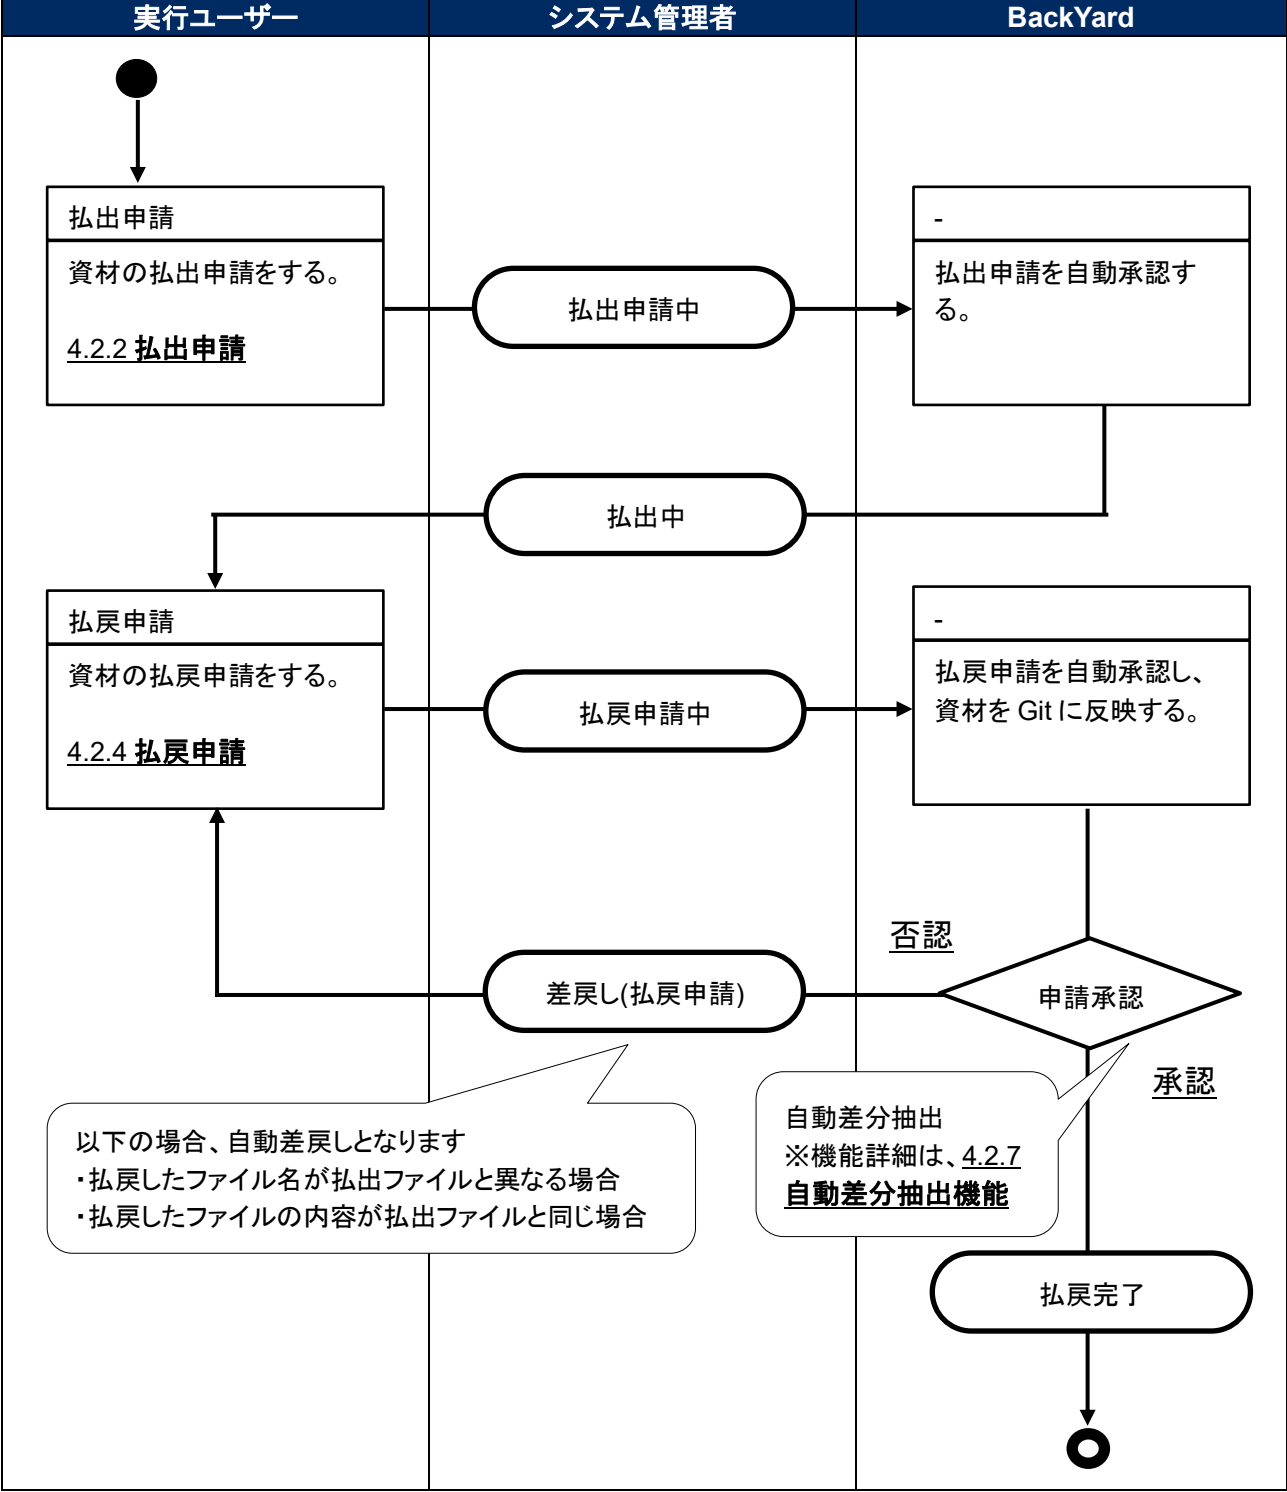 実行ユーザー
システム管理者
BackYard
払出申請
資材の払出申請をする。
4.2.2 払出申請
払出申請中
-
払出申請を自動承認す
る。
払出中
払戻申請
資材の払戻申請をする。
4.2.4 払戻申請
払戻申請中
-
払戻申請を自動承認し、
資材を Git に反映する。
否認
差戻し(払戻申請)
申請承認
承認
以下の場合、自動差戻しとなります
・払戻したファイル名が払出ファイルと異なる場合
・払戻したファイルの内容が払出ファイルと同じ場合
自動差分抽出
※機能詳細は、4.2.7
自動差分抽出機能
払戻完了